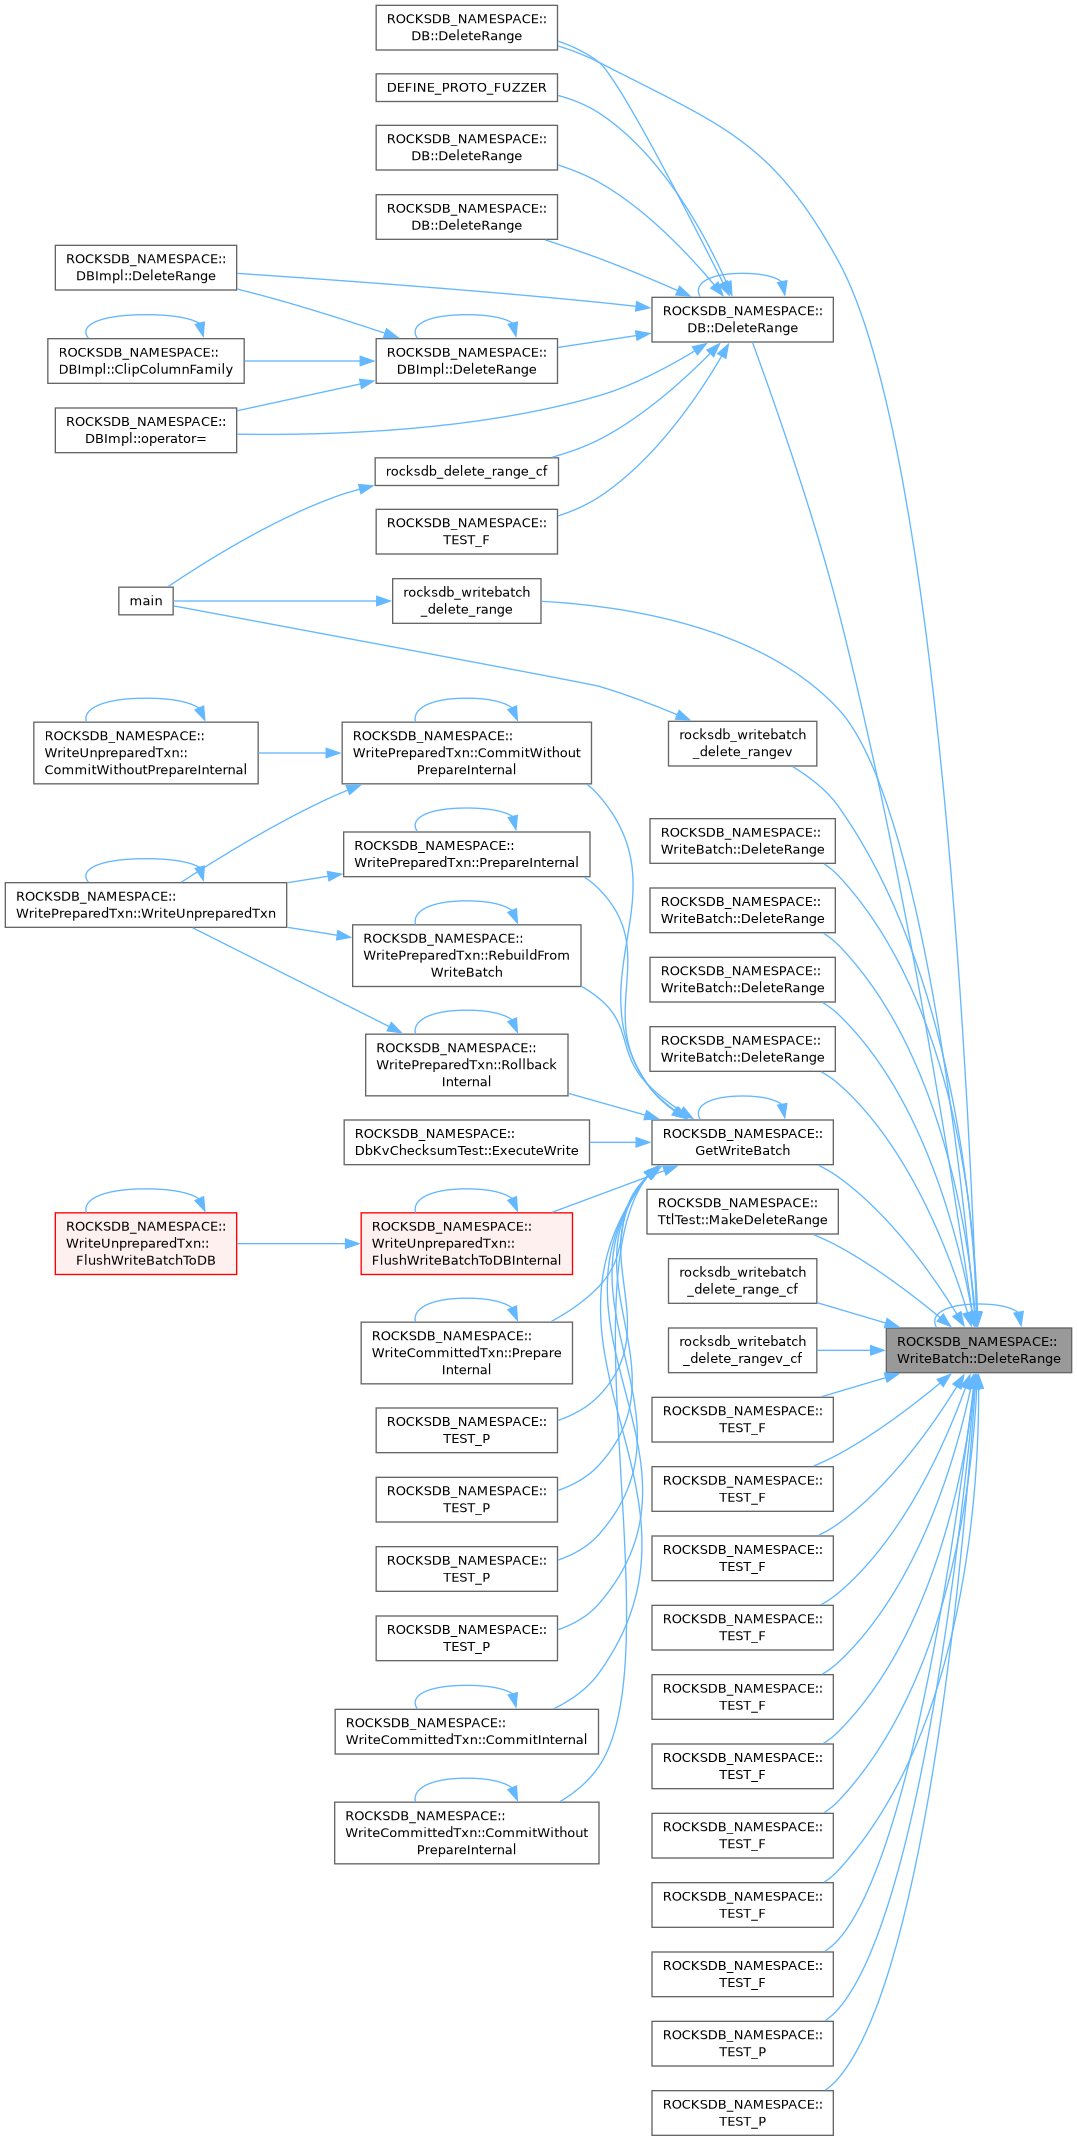 ROCKSDB_NAMESPACE::
DB::DeleteRange
DEFINE_PROTO_FUZZER
ROCKSDB_NAMESPACE::
DB::DeleteRange
ROCKSDB_NAMESPACE::
DB::DeleteRange
ROCKSDB_NAMESPACE::
DBImpl::DeleteRange
ROCKSDB_NAMESPACE::
DB::DeleteRange
ROCKSDB_NAMESPACE::
DBImpl::ClipColumnFamily
ROCKSDB_NAMESPACE::
DBImpl::DeleteRange
ROCKSDB_NAMESPACE::
DBImpl::operator=
rocksdb_delete_range_cf
ROCKSDB_NAMESPACE::
TEST_F
main
rocksdb_writebatch
_delete_range
rocksdb_writebatch
_delete_rangev
ROCKSDB_NAMESPACE::
WriteUnpreparedTxn::
CommitWithoutPrepareInternal
ROCKSDB_NAMESPACE::
WritePreparedTxn::CommitWithout
PrepareInternal
ROCKSDB_NAMESPACE::
WriteBatch::DeleteRange
ROCKSDB_NAMESPACE::
WritePreparedTxn::PrepareInternal
ROCKSDB_NAMESPACE::
WritePreparedTxn::WriteUnpreparedTxn
ROCKSDB_NAMESPACE::
WriteBatch::DeleteRange
ROCKSDB_NAMESPACE::
WritePreparedTxn::RebuildFrom
WriteBatch
ROCKSDB_NAMESPACE::
WriteBatch::DeleteRange
ROCKSDB_NAMESPACE::
WritePreparedTxn::Rollback
Internal
ROCKSDB_NAMESPACE::
WriteBatch::DeleteRange
ROCKSDB_NAMESPACE::
DbKvChecksumTest::ExecuteWrite
ROCKSDB_NAMESPACE::
GetWriteBatch
ROCKSDB_NAMESPACE::
TtlTest::MakeDeleteRange
ROCKSDB_NAMESPACE::
WriteUnpreparedTxn::
FlushWriteBatchToDB
ROCKSDB_NAMESPACE::
WriteUnpreparedTxn::
FlushWriteBatchToDBInternal
rocksdb_writebatch
_delete_range_cf
ROCKSDB_NAMESPACE::
WriteCommittedTxn::Prepare
Internal
rocksdb_writebatch
_delete_rangev_cf
ROCKSDB_NAMESPACE::
WriteBatch::DeleteRange
ROCKSDB_NAMESPACE::
TEST_P
ROCKSDB_NAMESPACE::
TEST_F
ROCKSDB_NAMESPACE::
TEST_P
ROCKSDB_NAMESPACE::
TEST_F
ROCKSDB_NAMESPACE::
TEST_P
ROCKSDB_NAMESPACE::
TEST_F
ROCKSDB_NAMESPACE::
TEST_P
ROCKSDB_NAMESPACE::
TEST_F
ROCKSDB_NAMESPACE::
WriteCommittedTxn::CommitInternal
ROCKSDB_NAMESPACE::
TEST_F
ROCKSDB_NAMESPACE::
WriteCommittedTxn::CommitWithout
PrepareInternal
ROCKSDB_NAMESPACE::
TEST_F
ROCKSDB_NAMESPACE::
TEST_F
ROCKSDB_NAMESPACE::
TEST_F
ROCKSDB_NAMESPACE::
TEST_F
ROCKSDB_NAMESPACE::
TEST_P
ROCKSDB_NAMESPACE::
TEST_P